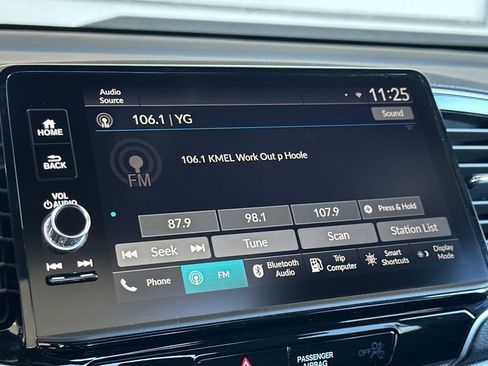 Audio Source
11:25
106.1 | YG
Sound
HOME
BACK
106.1 KMEL Work Out p Hoole
FM
VOL
AUDIO
87.9
98.1
107.9
Press & Hold
Seek
Tune
Scan
Station List
Phone
FM
Bluetooth Audio
Trip Computer
Smart Shortcuts
Display Mode
PASSENGER
AIRBAG
OFF